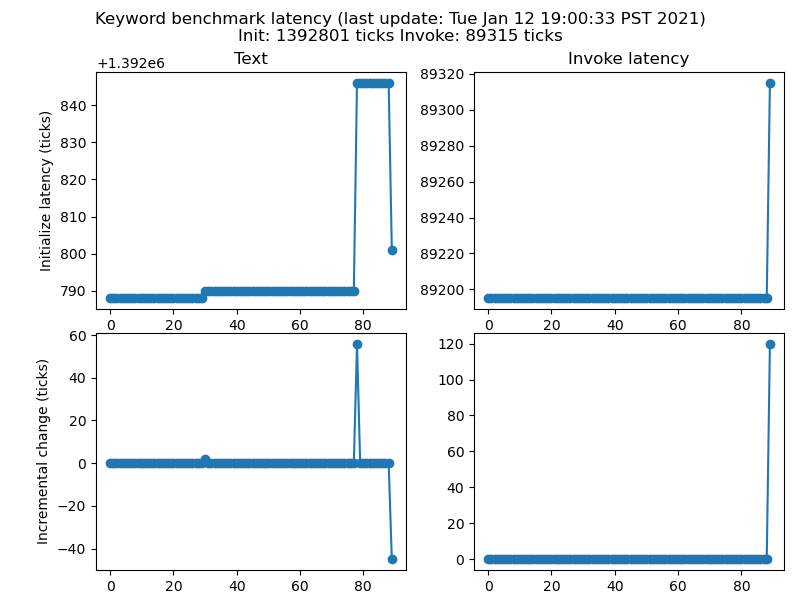 Keyword benchmark latency (last update: Tue Jan 12 19:00:33 PST 2021)
Init: 1392801 ticks Invoke: 89315 ticks
Text
+1.392e6
840
830
820
810
800
790
Initialize latency (ticks)
0 20 40 60 80
Invoke latency
89320
89300
89280
89260
89240
89220
89200
0 20 40 60 80
60
40
20
0
−20
−40
Incremental change (ticks)
0 20 40 60 80
120
100
80
60
40
20
0
0 20 40 60 80